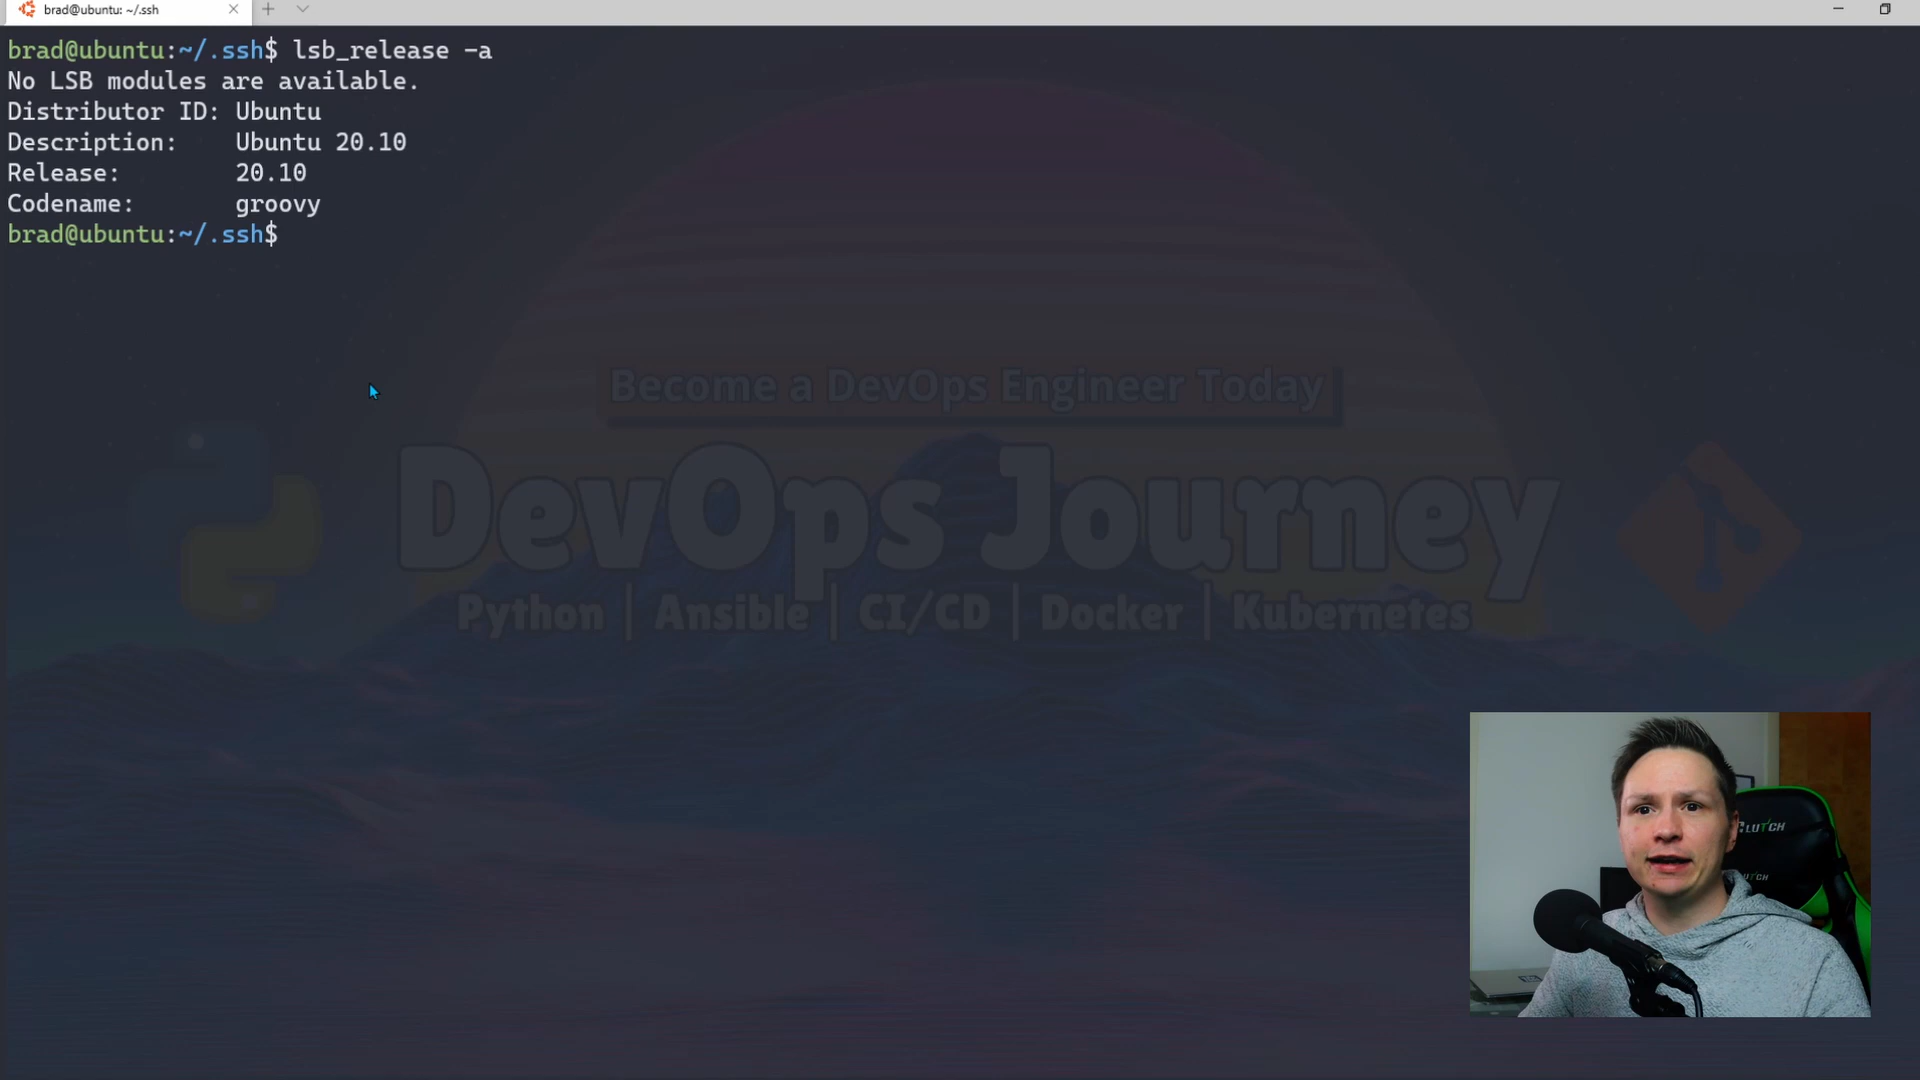 brad@ubuntu: ~/.ssh
brad@ubuntu:~/.ssh$ lsb_release -a
No LSB modules are available.
Distributor ID: Ubuntu
Description:    Ubuntu 20.10
Release:        20.10
Codename:       groovy
brad@ubuntu:~/.ssh$
Become a DevOps Engineer Today
DevOps Journey
Python | Ansible | CI/CD | Docker | Kubernetes
CLUTCH